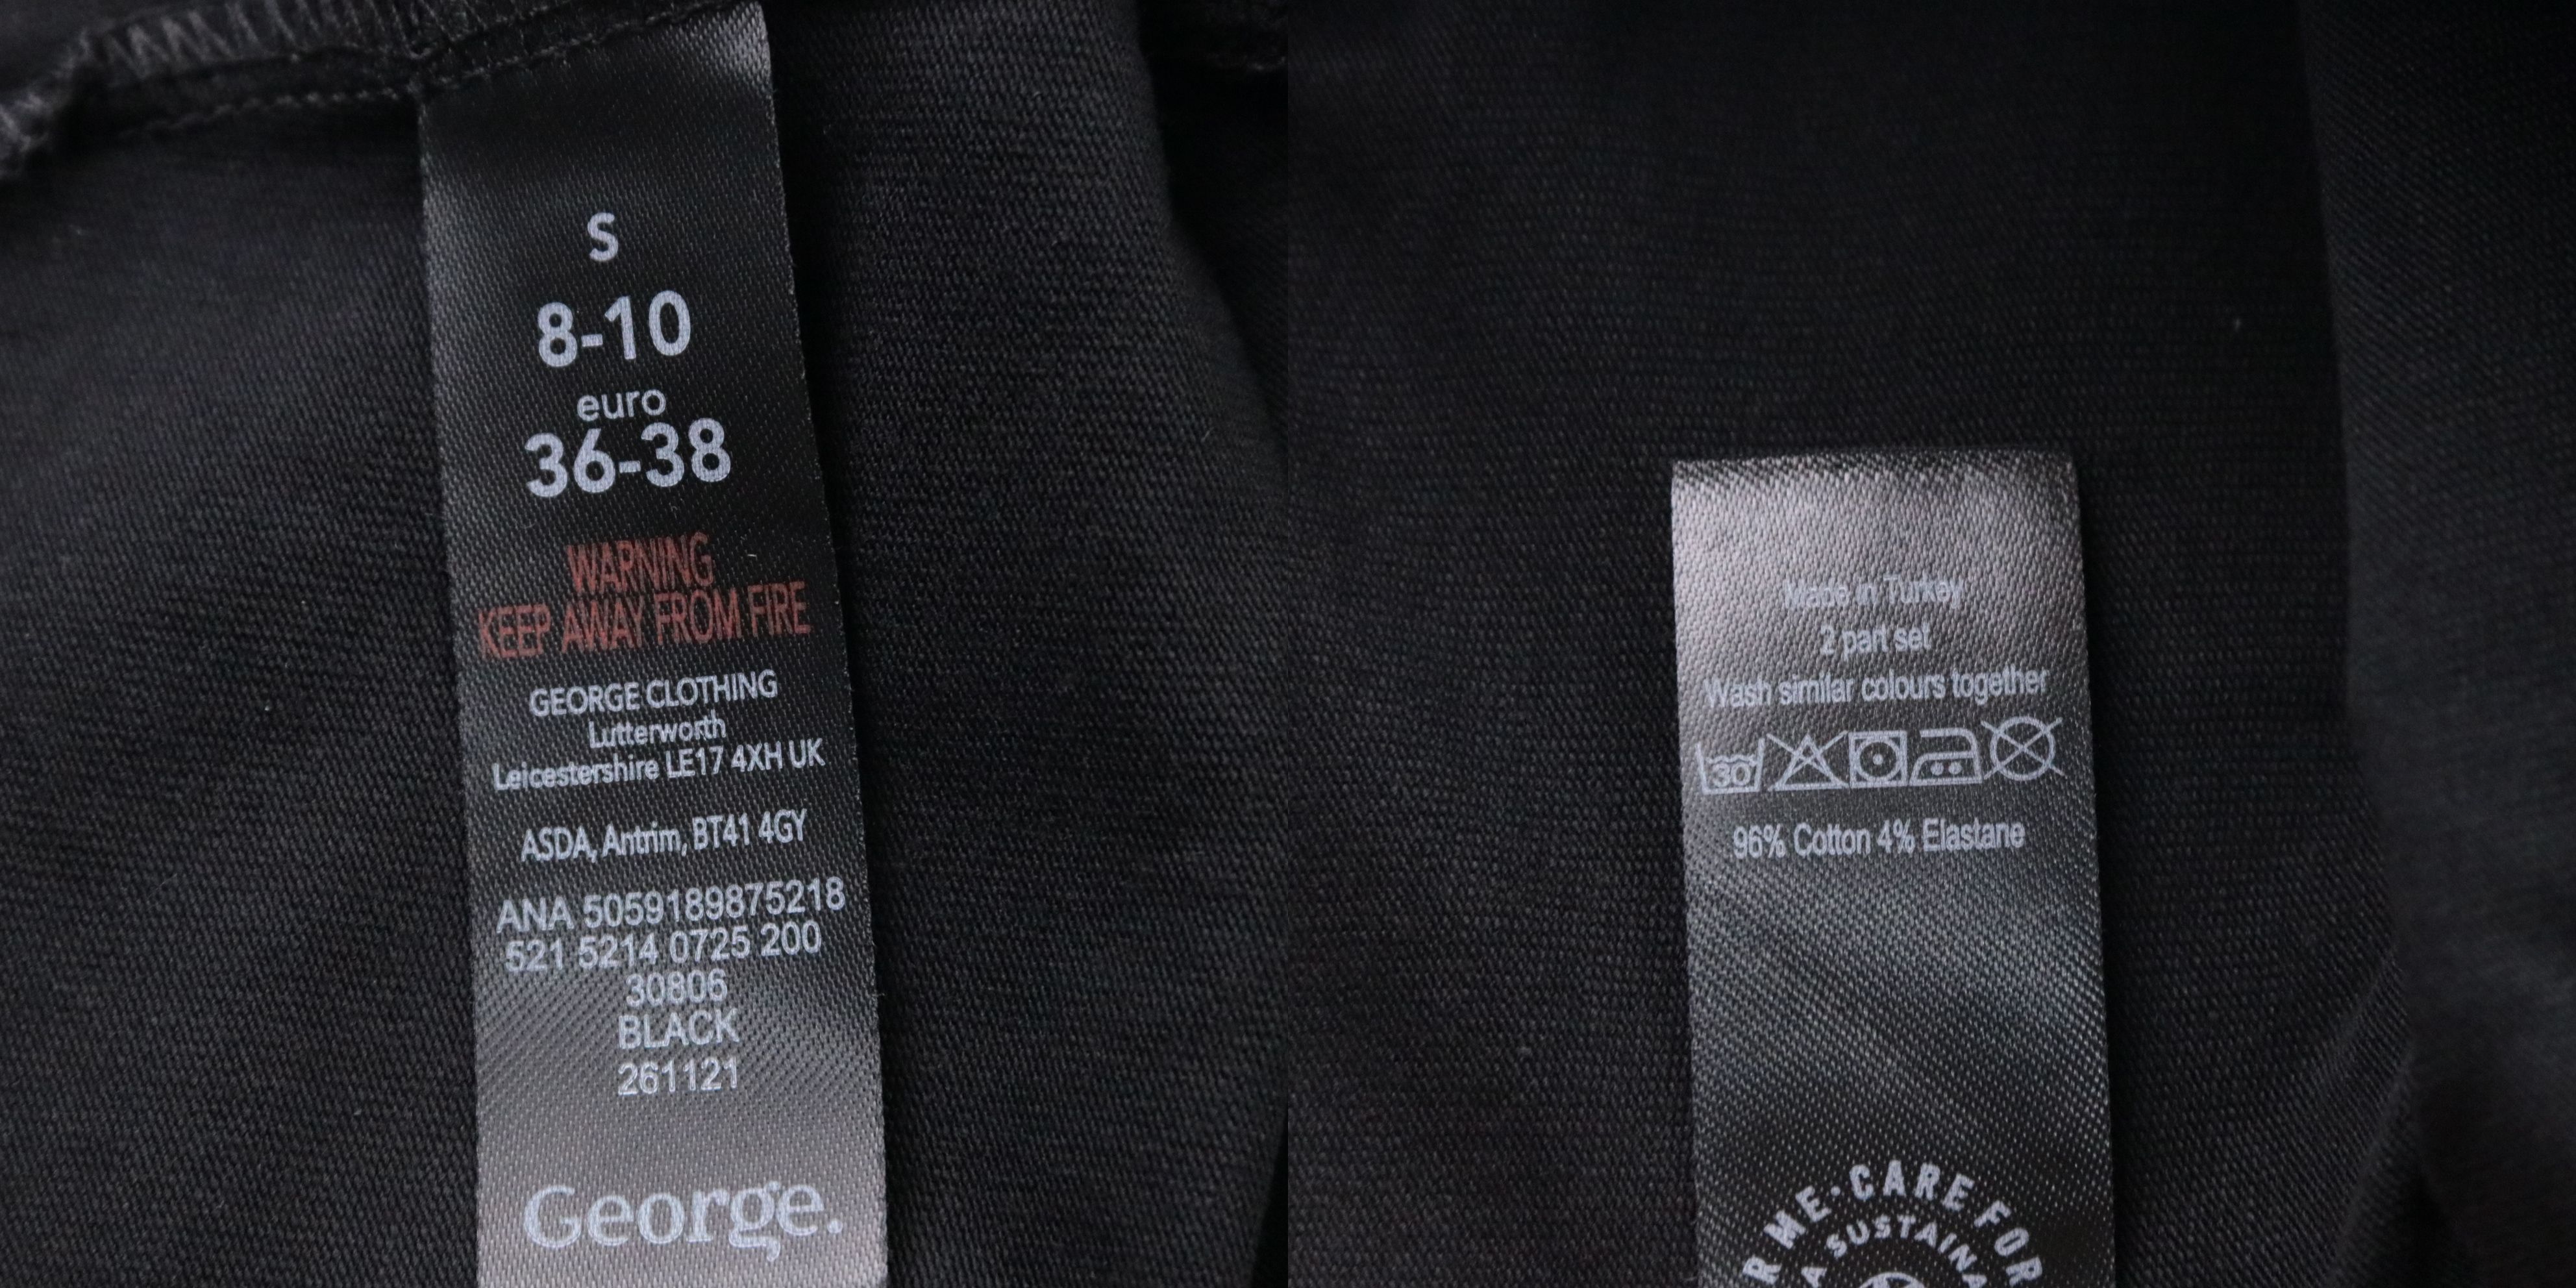 S
8-10
euro
36-38
WARNING
KEEP AWAY FROM FIRE
GEORGE CLOTHING
Lutterworth
Leicestershire LE17 4XH UK
ASDA, Antrim, BT41 4GY
ANA 5059189875218
521 5214 0725 200
30806
BLACK
261121
George.
Made in Turkey
2 part set
Wash similar colours together
30
96% Cotton 4% Elastane
R ME · CARE FOR
A SUSTAINA